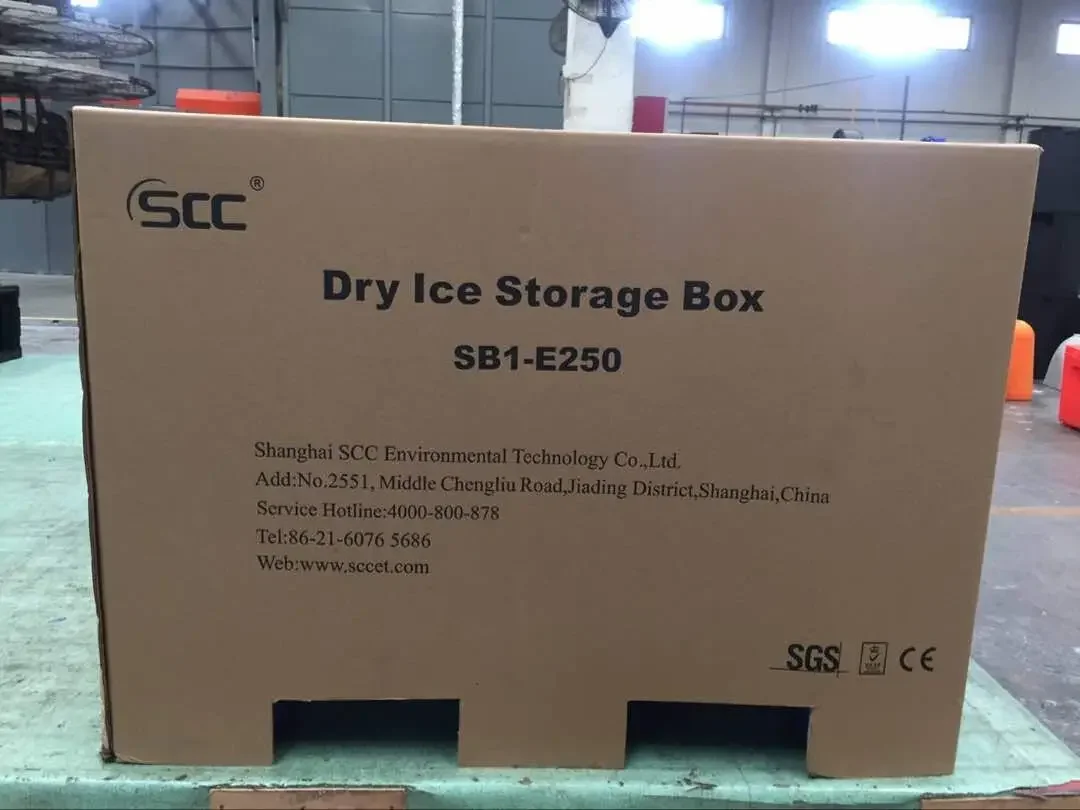 SCC®
Dry Ice Storage Box
SB1-E250
Shanghai SCC Environmental Technology Co.,Ltd.
Add:No.2551, Middle Chengliu Road,Jiading District,Shanghai,China
Service Hotline:4000-800-878
Tel:86-21-6076 5686
Web:www.sccet.com
SGS CE